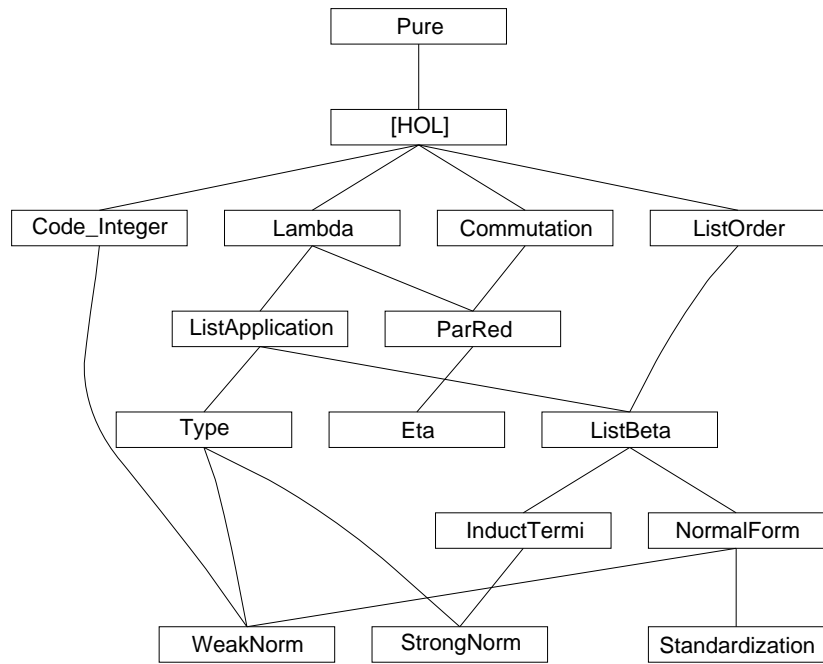 Pure
[HOL]
Code_Integer
Lambda
Commutation
ListOrder
ListApplication
ParRed
Type
Eta
ListBeta
InductTermi
NormalForm
WeakNorm
StrongNorm
Standardization